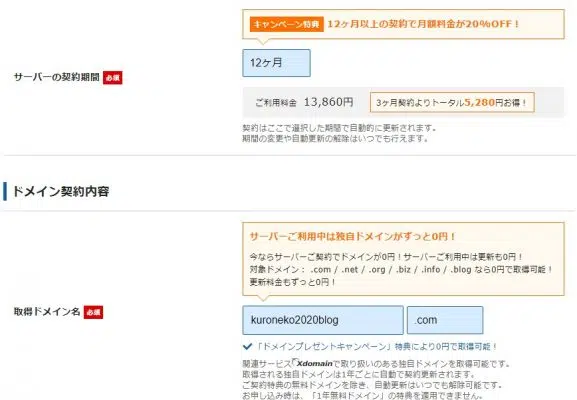 キャンペーン特典 12ヶ月以上の契約で月額料金が20%OFF！
サーバーの契約期間 必須
12ヶ月
ご利用料金 13,860円 3ヶ月契約よりトータル5,280円お得！
契約はここで選択した期間で自動的に更新されます。
期間の変更や自動更新の解除はいつでも行えます。
ドメイン契約内容
サーバーご利用中は独自ドメインがずっと0円！
今ならサーバーご契約でドメインが0円！サーバーご利用中は更新も0円！
対象ドメイン： .com / .net / .org / .biz / .info / .blog なら0円で取得可能！
更新料金もずっと0円！
取得ドメイン名 必須
kuroneko2020blog .com
「ドメインプレゼントキャンペーン」特典により0円で取得可能！
関連サービスXdomainで取り扱いのある独自ドメインを取得可能です。
取得される独自ドメインは1年ごとに自動で契約更新されます。
ご契約特典の無料ドメインを除き、自動更新はいつでも解除可能です。
お申し込み時は、「1年無料ドメイン」の特典を適用できません。